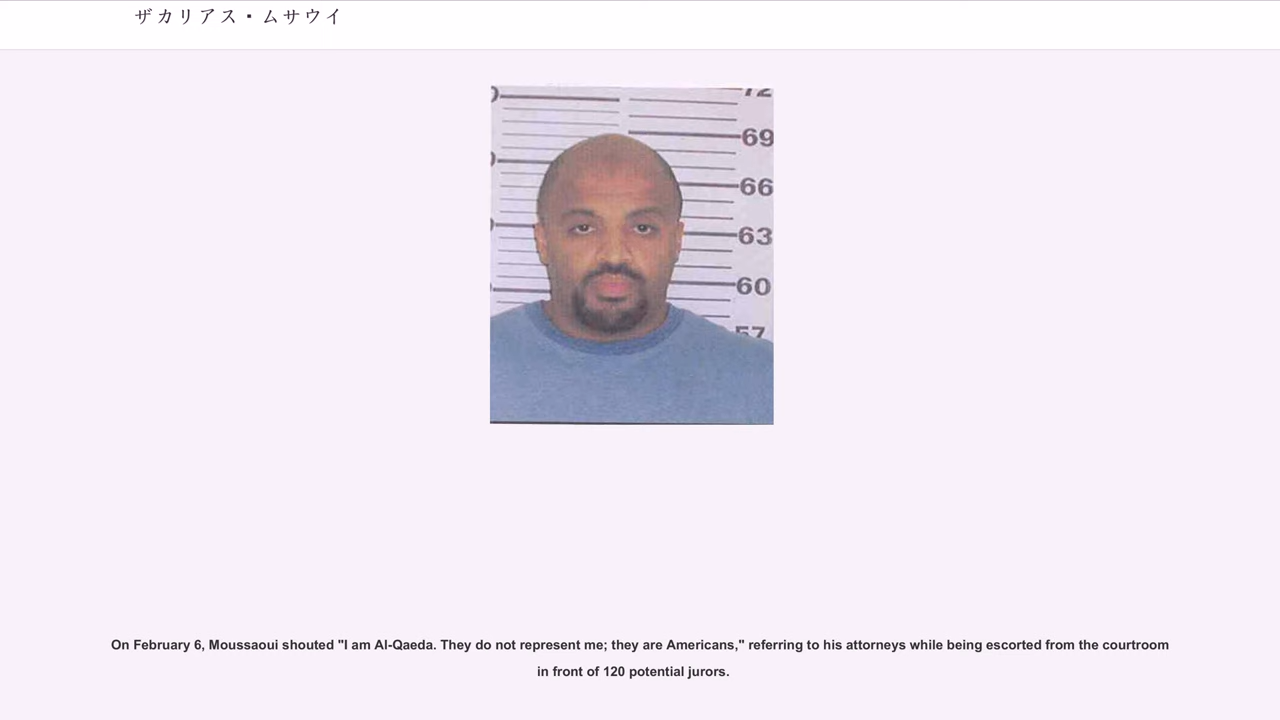 ザカリアス・ムサウイ
72
69
66
63
60
57
On February 6, Moussaoui shouted "I am Al-Qaeda. They do not represent me; they are Americans," referring to his attorneys while being escorted from the courtroom
in front of 120 potential jurors.